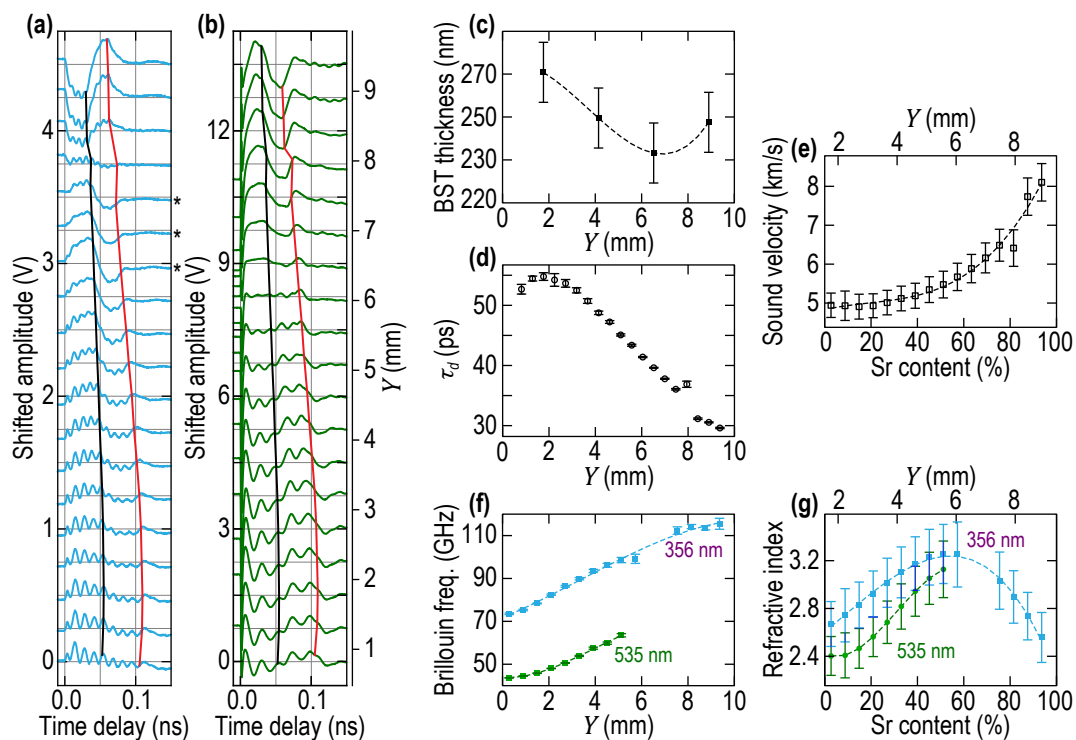 (a)
4
3
2
1
0
0.0
0.1
Shifted amplitude (V)
Time delay (ns)
*
*
*
(b)
12
9
6
3
0
0.0
0.1
Shifted amplitude (V)
Time delay (ns)
9
8
7
6
5
4
3
2
1
Y (mm)
(c)
270
260
250
240
230
220
BST thickness (nm)
0 2 4 6 8 10
Y (mm)
(d)
50
40
30
τd (ps)
0 2 4 6 8 10
Y (mm)
(e)
Y (mm)
2 4 6 8
8
7
6
5
4
Sound velocity (km/s)
0 20 40 60 80 100
Sr content (%)
(f)
110
90
70
50
Brillouin freq. (GHz)
356 nm
535 nm
0 2 4 6 8 10
Y (mm)
(g)
Y (mm)
2 4 6 8
3.2
2.8
2.4
Refractive index
356 nm
535 nm
0 20 40 60 80 100
Sr content (%)